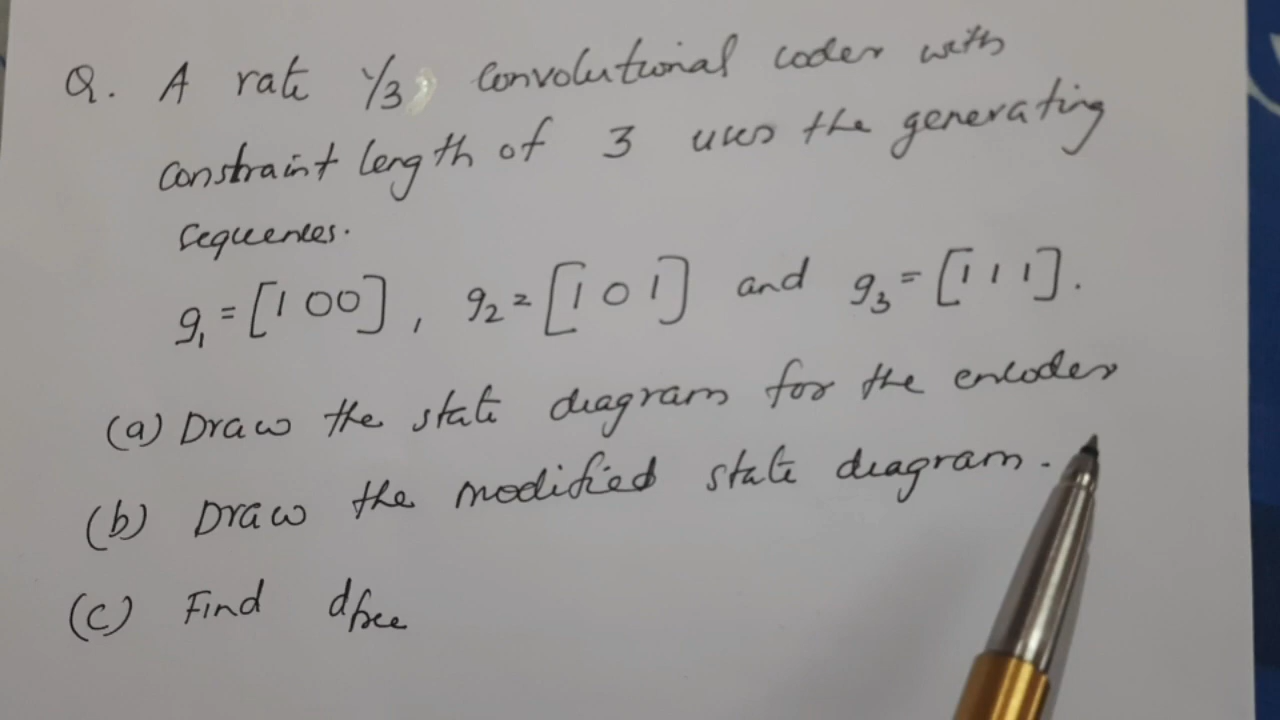 Q. A rate 1/3, convolutional coder with
constraint length of 3 uses the generating
sequences.
g₁ = [1 0 0], g₂ = [1 0 1] and g₃ = [1 1 1].
(a) Draw the state diagram for the encoder
(b) Draw the modified state diagram.
(c) Find dfree